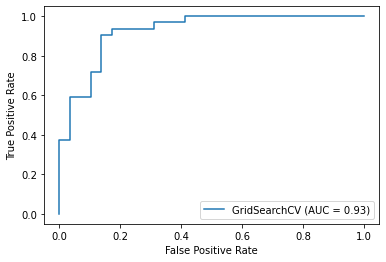 1.0
0.8
0.6
0.4
0.2
0.0
True Positive Rate
GridSearchCV (AUC = 0.93)
0.0 0.2 0.4 0.6 0.8 1.0
False Positive Rate